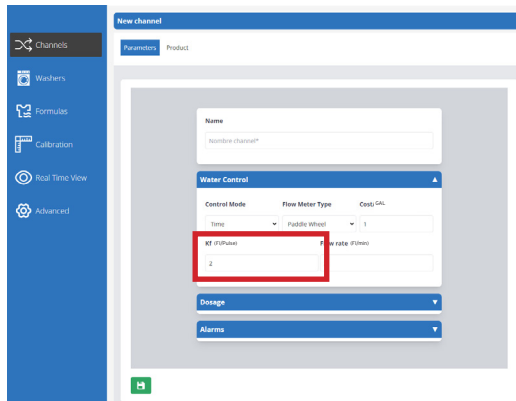 New channel
Channels
Parameters Product
Washers
Formulas
Name
Nombre channel*
Calibration
Water Control
Real Time View
Control Mode Flow Meter Type Cost/ GAL
Advanced
Time Paddle Wheel 1
Kf (Fl/Pulse) Flow rate (Fl/min)
2
Dosage
Alarms